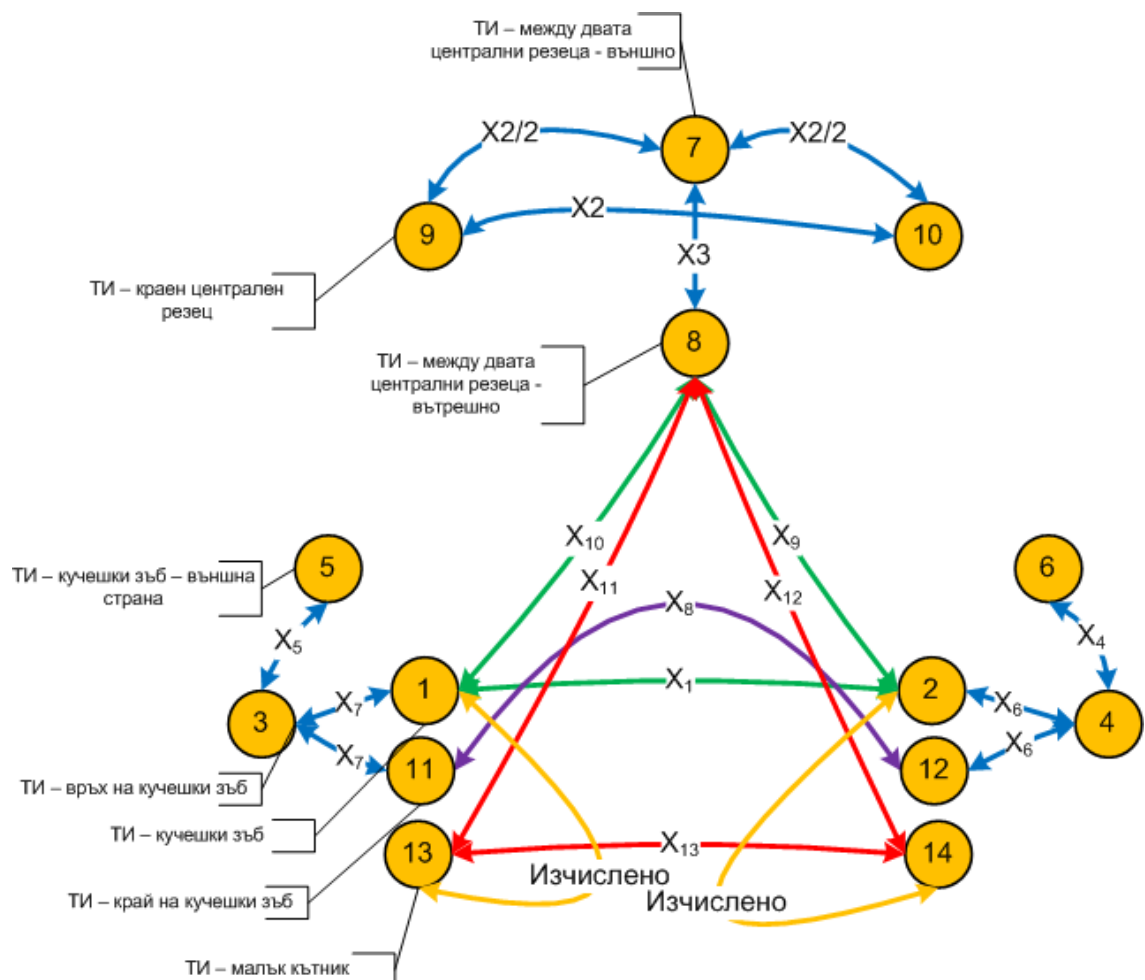 ТИ – между двата
централни резеца - външно
X2/2
7
X2/2
9
X2
10
X3
ТИ – краен централен
резец
8
ТИ – между двата
централни резеца -
вътрешно
X10
X9
5
6
ТИ – кучешки зъб – външна
страна
X11
X12
X8
X5
X4
1
X1
2
3
X7
X6
4
X7
X6
11
12
ТИ – връх на кучешки зъб
ТИ – кучешки зъб
13
X13
14
Изчислено
Изчислено
ТИ – край на кучешки зъб
ТИ – малък кътник